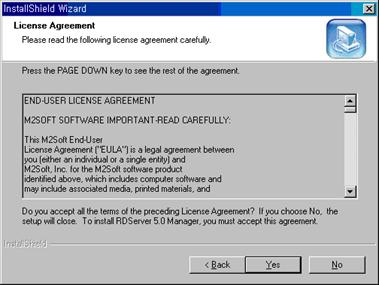 InstallShield Wizard
License Agreement
Please read the following license agreement carefully.
Press the PAGE DOWN key to see the rest of the agreement.
END-USER LICENSE AGREEMENT
M2SOFT SOFTWARE IMPORTANT-READ CAREFULLY:
This M2Soft End-User
License Agreement ("EULA") is a legal agreement between
you (either an individual or a single entity) and
M2Soft, Inc. for the M2Soft software product
identified above, which includes computer software and
may include associated media, printed materials, and
Do you accept all the terms of the preceding License Agreement? If you choose No, the
setup will close. To install RDServer 5.0 Manager, you must accept this agreement.
InstallShield
< Back
Yes
No